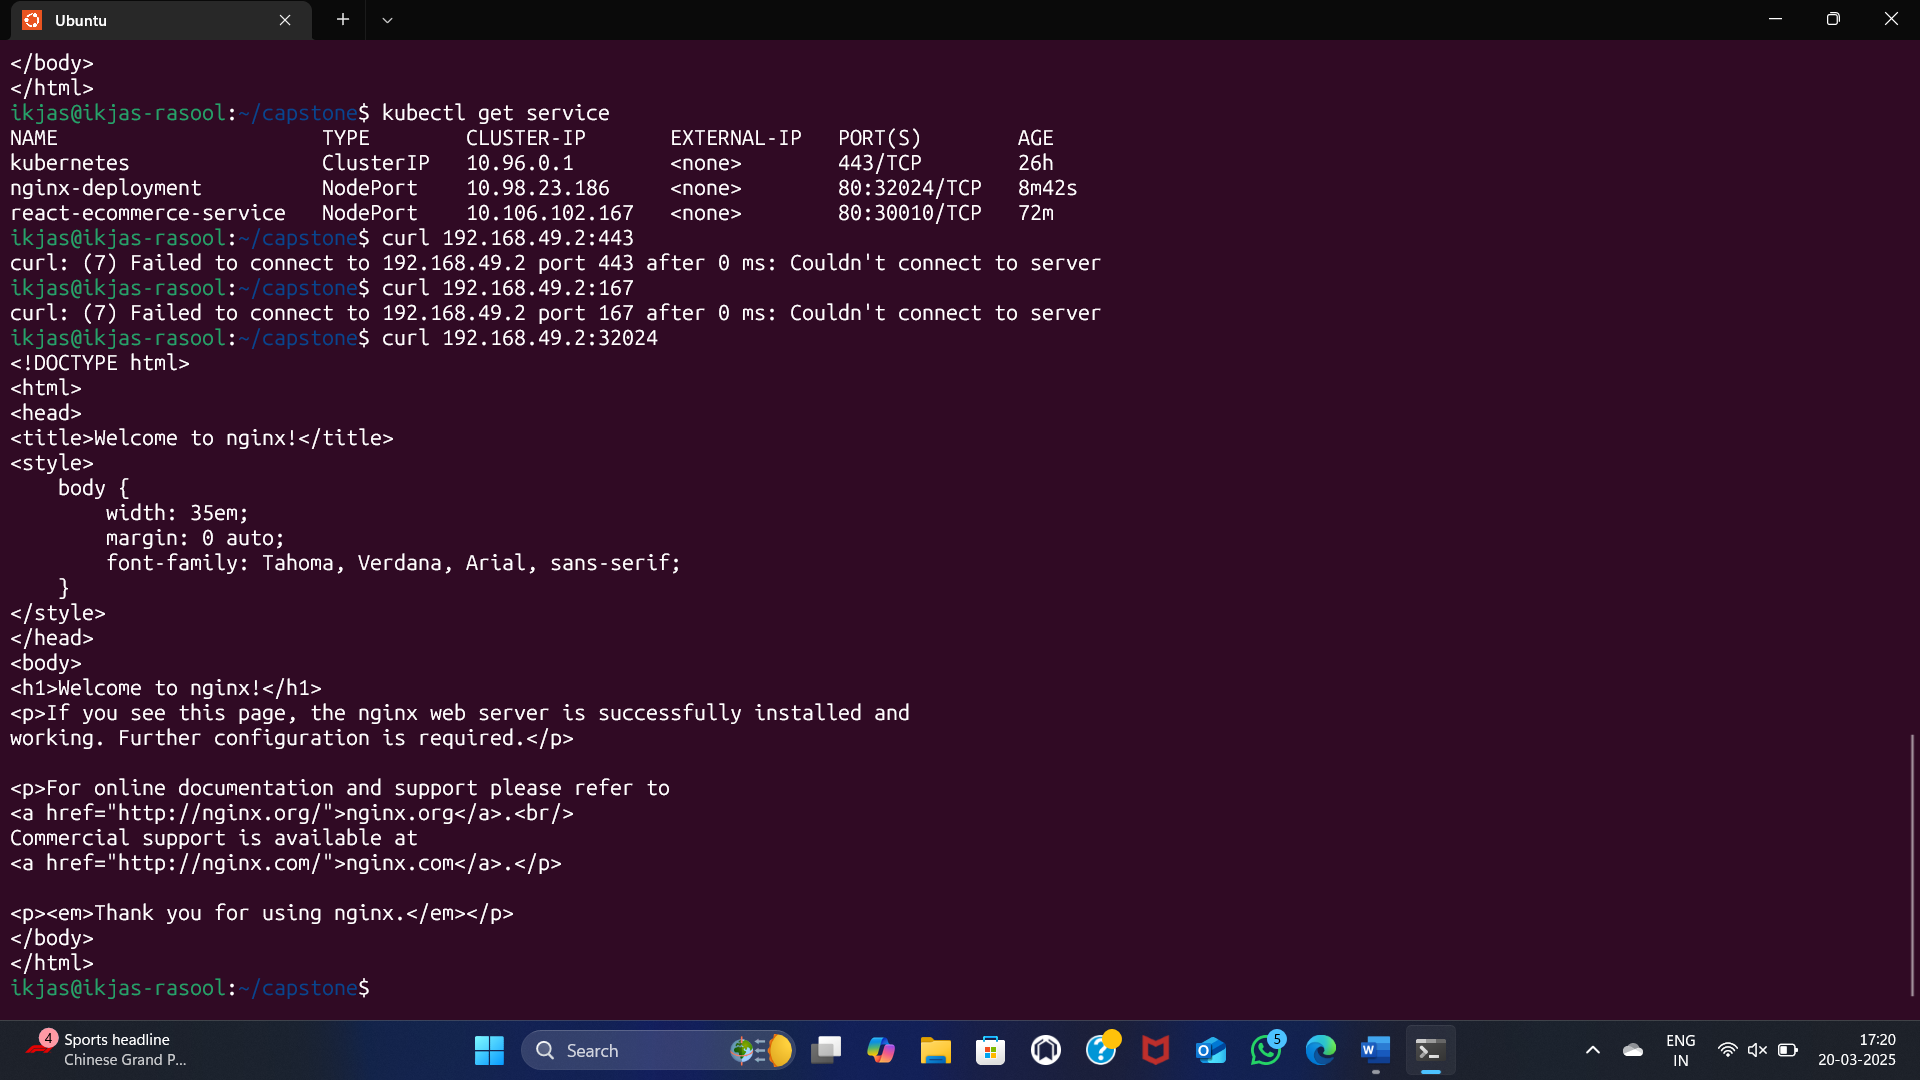 Ubuntu
</body>
</html>
ikjas@ikjas-rasool:~/capstone$ kubectl get service
NAME                      TYPE        CLUSTER-IP       EXTERNAL-IP   PORT(S)        AGE
kubernetes                ClusterIP   10.96.0.1        <none>        443/TCP        26h
nginx-deployment          NodePort    10.98.23.186     <none>        80:32024/TCP   8m42s
react-ecommerce-service   NodePort    10.106.102.167   <none>        80:30010/TCP   72m
ikjas@ikjas-rasool:~/capstone$ curl 192.168.49.2:443
curl: (7) Failed to connect to 192.168.49.2 port 443 after 0 ms: Couldn't connect to server
ikjas@ikjas-rasool:~/capstone$ curl 192.168.49.2:167
curl: (7) Failed to connect to 192.168.49.2 port 167 after 0 ms: Couldn't connect to server
ikjas@ikjas-rasool:~/capstone$ curl 192.168.49.2:32024
<!DOCTYPE html>
<html>
<head>
<title>Welcome to nginx!</title>
<style>
    body {
        width: 35em;
        margin: 0 auto;
        font-family: Tahoma, Verdana, Arial, sans-serif;
    }
</style>
</head>
<body>
<h1>Welcome to nginx!</h1>
<p>If you see this page, the nginx web server is successfully installed and
working. Further configuration is required.</p>

<p>For online documentation and support please refer to
<a href="http://nginx.org/">nginx.org</a>.<br/>
Commercial support is available at
<a href="http://nginx.com/">nginx.com</a>.</p>

<p><em>Thank you for using nginx.</em></p>
</body>
</html>
ikjas@ikjas-rasool:~/capstone$
4
Sports headline
Chinese Grand P...
Search
5
ENG
IN
17:20
20-03-2025